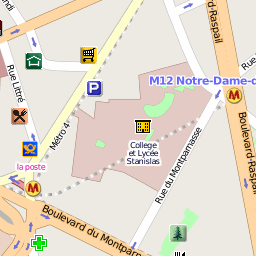 Boulevard-Raspail
M12 Notre-Dame-d
Rue Littré
Métro 4
P
M
College
et Lycée
Stanislas
Rue du Montparnasse
la poste
M
Boulevard du Montparn
Boulevard-Raspail